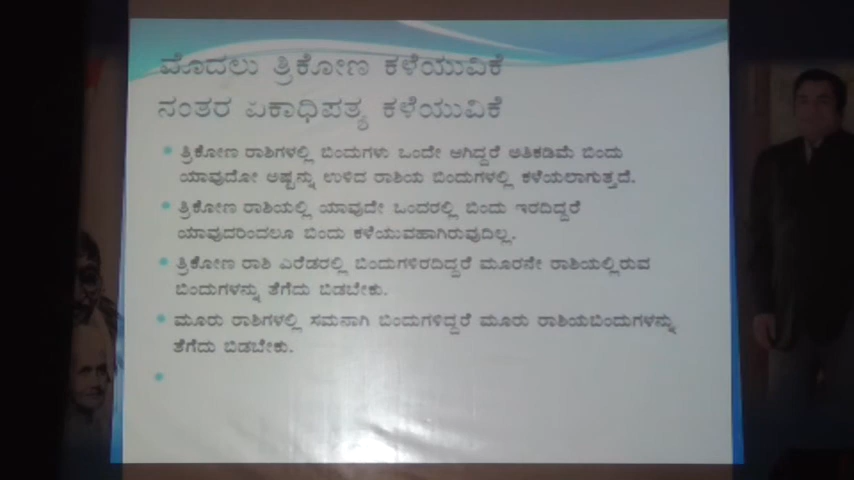 ಮೊದಲು ತ್ರಿಕೋಣ ಕಳೆಯುವಿಕೆ
ನಂತರ ಏಕಾಧಿಪತ್ಯ ಕಳೆಯುವಿಕೆ
ತ್ರಿಕೋಣ ರಾಶಿಗಳಲ್ಲಿ ಬಿಂದುಗಳು ಒಂದೇ ಆಗಿದ್ದರೆ ಅತಿಕಡಿಮೆ ಬಿಂದು
ಯಾವುದೋ ಅಷ್ಟನ್ನು ಉಳಿದ ರಾಶಿಯ ಬಿಂದುಗಳಲ್ಲಿ ಕಳೆಯಲಾಗುತ್ತದೆ.
ತ್ರಿಕೋಣ ರಾಶಿಯಲ್ಲಿ ಯಾವುದೇ ಒಂದರಲ್ಲಿ ಬಿಂದು ಇರದಿದ್ದರೆ
ಯಾವುದರಿಂದಲೂ ಬಿಂದು ಕಳೆಯುವಹಾಗಿರುವುದಿಲ್ಲ.
ತ್ರಿಕೋಣ ರಾಶಿ ಎರೆಡರಲ್ಲಿ ಬಿಂದುಗಳಿರದಿದ್ದರೆ ಮೂರನೇ ರಾಶಿಯಲ್ಲಿರುವ
ಬಿಂದುಗಳನ್ನು ತೆಗೆದು ಬಿಡಬೇಕು.
ಮೂರು ರಾಶಿಗಳಲ್ಲಿ ಸಮನಾಗಿ ಬಿಂದುಗಳಿದ್ದರೆ ಮೂರು ರಾಶಿಯಬಿಂದುಗಳನ್ನು
ತೆಗೆದು ಬಿಡಬೇಕು.